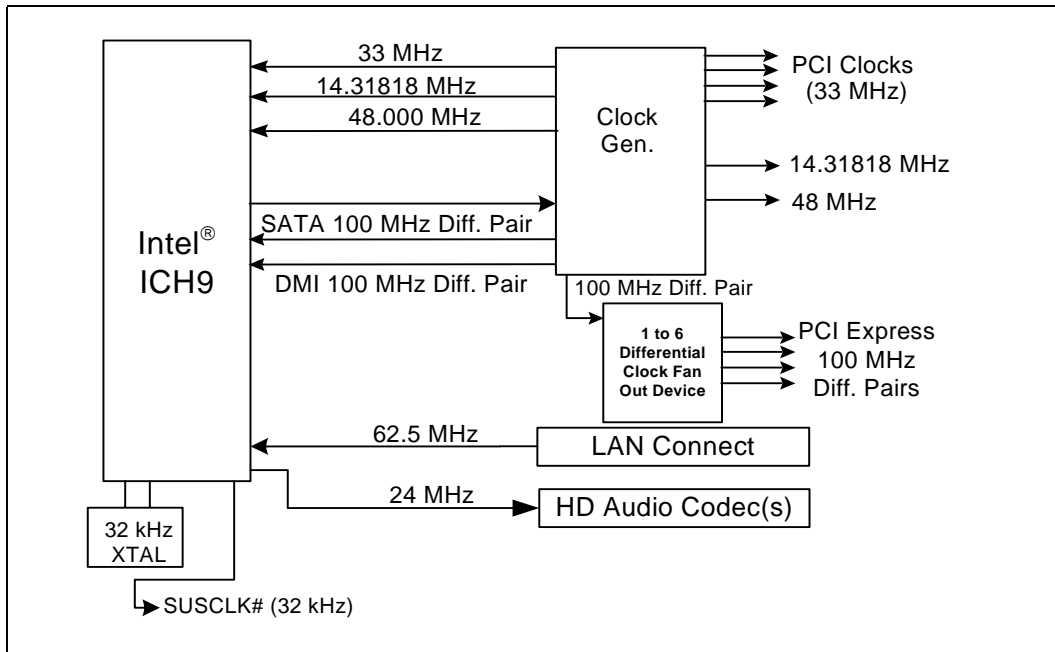 33 MHz
14.31818 MHz
48.000 MHz
Clock
Gen.
PCI Clocks
(33 MHz)
14.31818 MHz
48 MHz
Intel®
ICH9
SATA 100 MHz Diff. Pair
DMI 100 MHz Diff. Pair
100 MHz Diff. Pair
1 to 6
Differential
Clock Fan
Out Device
PCI Express
100 MHz
Diff. Pairs
62.5 MHz
LAN Connect
24 MHz
HD Audio Codec(s)
32 kHz
XTAL
SUSCLK# (32 kHz)